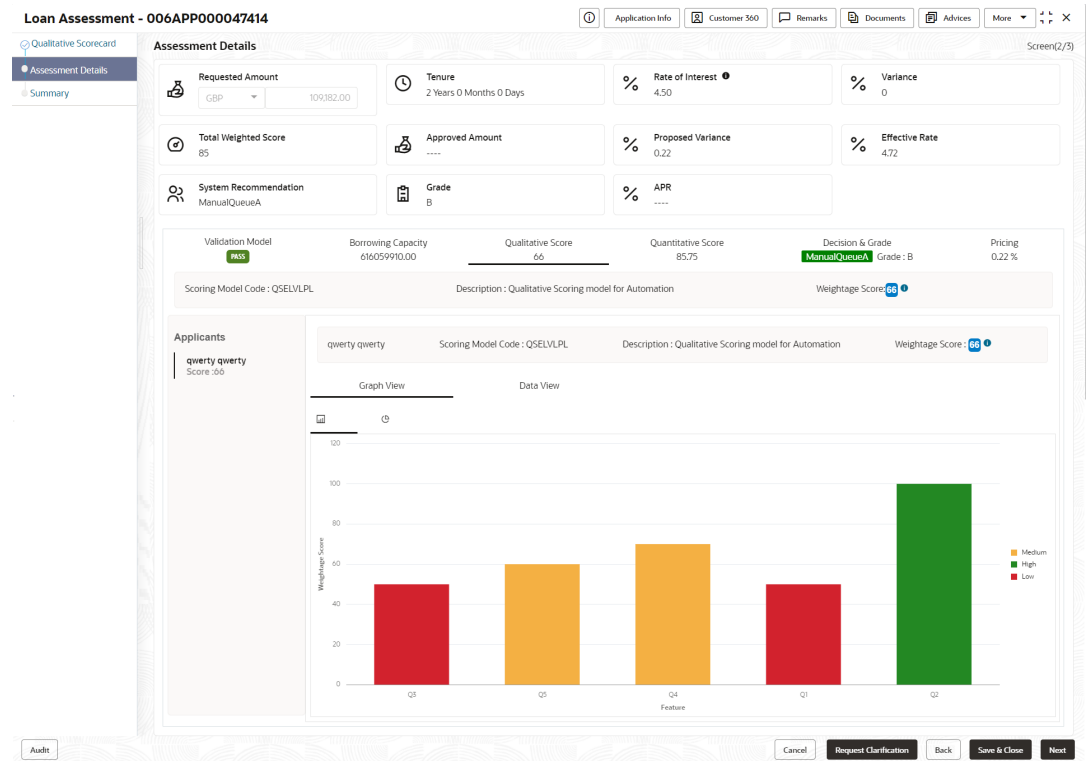 Loan Assessment - 006APP000047414
Application Info
Customer 360
Remarks
Documents
Advices
More
Qualitative Scorecard
Assessment Details
Summary
Assessment Details
Screen(2/3)
Requested Amount
GBP
109,182.00
Tenure
2 Years 0 Months 0 Days
Rate of Interest
4.50
Variance
0
Total Weighted Score
85
Approved Amount
----
Proposed Variance
0.22
Effective Rate
4.72
System Recommendation
ManualQueueA
Grade
B
APR
----
Validation Model
PASS
Borrowing Capacity
616059910.00
Qualitative Score
66
Quantitative Score
85.75
Decision & Grade
ManualQueueA Grade : B
Pricing
0.22 %
Scoring Model Code : QSELVLPL
Description : Qualitative Scoring model for Automation
Weightage Score: 66
Applicants
qwerty qwerty
Score :66
qwerty qwerty
Scoring Model Code : QSELVLPL
Description : Qualitative Scoring model for Automation
Weightage Score : 66
Graph View
Data View
120
100
80
60
40
20
0
Weightage Score
Q3
Q5
Q4
Q1
Q2
Feature
Medium
High
Low
Audit
Cancel
Request Clarification
Back
Save & Close
Next